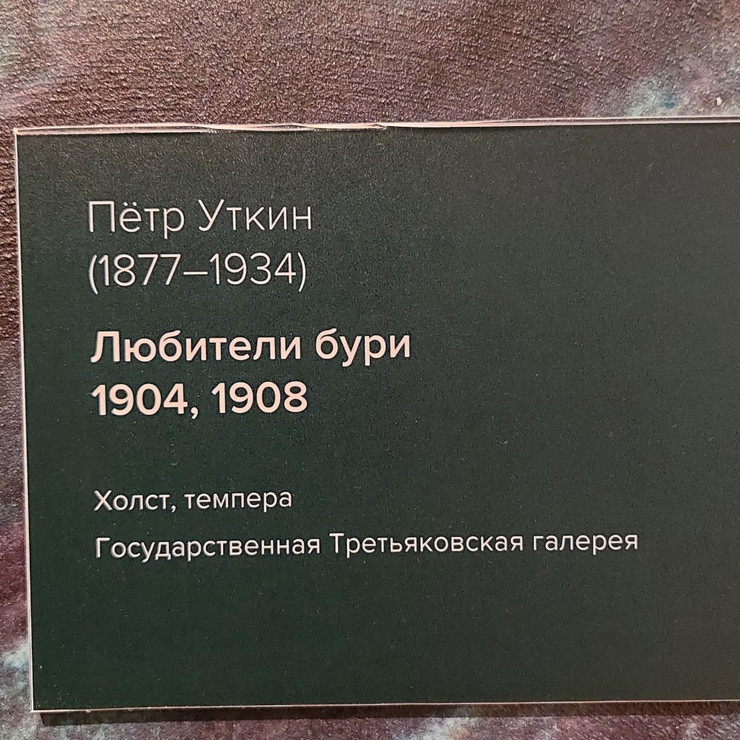 Пётр Уткин
(1877–1934)
Любители бури
1904, 1908
Холст, темпера
Государственная Третьяковская галерея